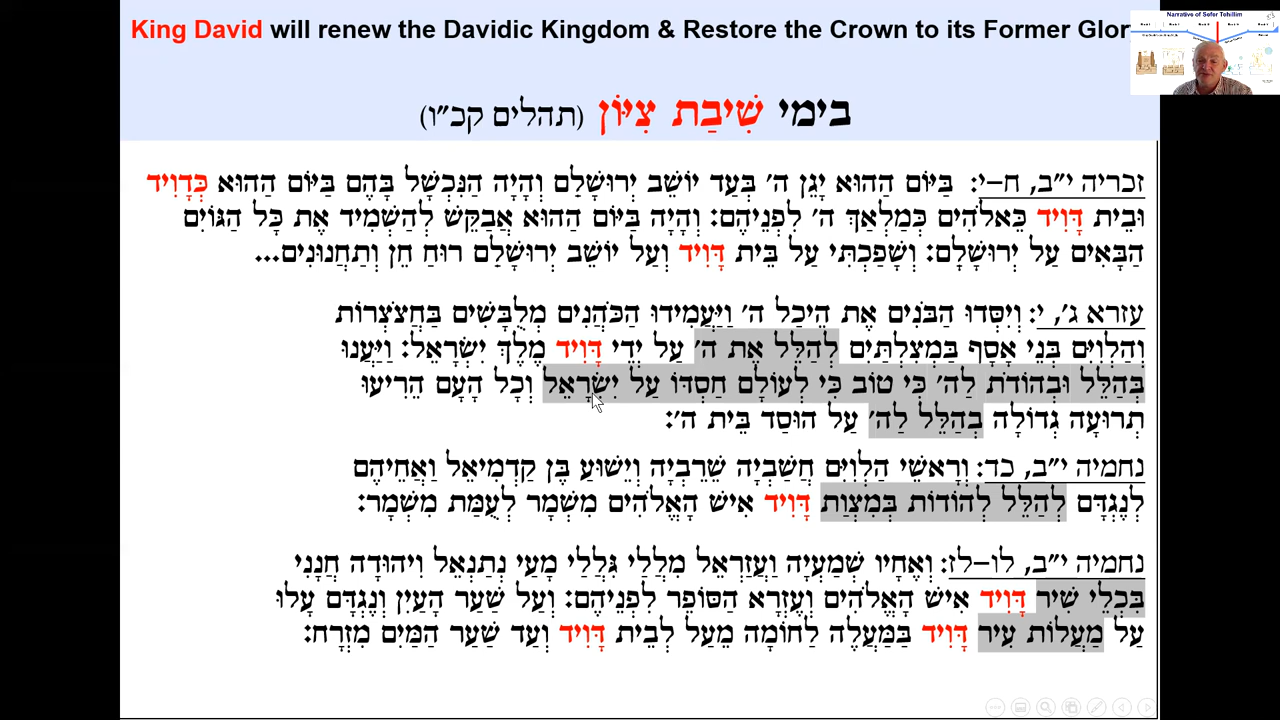 King David will renew the Davidic Kingdom & Restore the Crown to its Former Glor
Narrative of Sefer Tehillim
בימי שִׁיבַת צִיּוֹן (תהלים קכ"ו)
זכריה י"ב, ח-י: בַּיּוֹם הַהוּא יָגֵן ה' בְּעַד יוֹשֵׁב יְרוּשָׁלִַם וְהָיָה הַנִּכְשָׁל בָּהֶם בַּיּוֹם הַהוּא כְּדָוִיד
וּבֵית דָּוִיד כֵּאלֹהִים כְּמַלְאַךְ ה' לִפְנֵיהֶם: וְהָיָה בַּיּוֹם הַהוּא אֲבַקֵּשׁ לְהַשְׁמִיד אֶת כָּל הַגּוֹיִם
הַבָּאִים עַל יְרוּשָׁלִָם: וְשָׁפַכְתִּי עַל בֵּית דָּוִיד וְעַל יוֹשֵׁב יְרוּשָׁלִַם רוּחַ חֵן וְתַחֲנוּנִים...
עזרא ג', י: וְיִסְּדוּ הַבֹּנִים אֶת הֵיכַל ה' וַיַּעֲמִידוּ הַכֹּהֲנִים מְלֻבָּשִׁים בַּחֲצֹצְרוֹת
וְהַלְוִיִּם בְּנֵי אָסָף בַּמְצִלְתַּיִם לְהַלֵּל אֶת ה' עַל יְדֵי דָּוִיד מֶלֶךְ יִשְׂרָאֵל: וַיַּעֲנוּ
בְּהַלֵּל וּבְהוֹדֹת לַה' כִּי טוֹב כִּי לְעוֹלָם חַסְדּוֹ עַל יִשְׂרָאֵל וְכָל הָעָם הֵרִיעוּ
תְרוּעָה גְדוֹלָה בְהַלֵּל לַה' עַל הוּסַד בֵּית ה':
נחמיה י"ב, כד: וְרָאשֵׁי הַלְוִיִּם חֲשַׁבְיָה שֵׁרֵבְיָה וְיֵשׁוּעַ בֶּן קַדְמִיאֵל וַאֲחֵיהֶם
לְנֶגְדָּם לְהַלֵּל לְהוֹדוֹת בְּמִצְוַת דָּוִיד אִישׁ הָאֱלֹהִים מִשְׁמָר לְעֻמַּת מִשְׁמָר:
נחמיה י"ב, לו-לז: וְאֶחָיו שְׁמַעְיָה וַעֲזַרְאֵל מִלֲלַי גִּלֲלַי מָעַי נְתַנְאֵל וִיהוּדָה חֲנָנִי
בִּכְלֵי שִׁיר דָּוִיד אִישׁ הָאֱלֹהִים וְעֶזְרָא הַסּוֹפֵר לִפְנֵיהֶם: וְעַל שַׁעַר הָעַיִן וְנֶגְדָּם עָלוּ
עַל מַעֲלוֹת עִיר דָּוִיד בַּמַּעֲלֶה לַחוֹמָה מֵעַל לְבֵית דָּוִיד וְעַד שַׁעַר הַמַּיִם מִזְרָח: